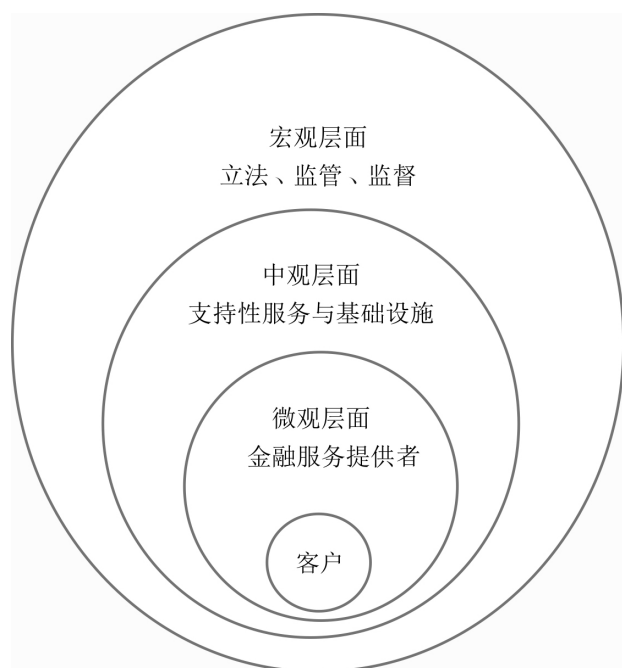 宏观层面
立法、监管、监督
中观层面
支持性服务与基础设施
微观层面
金融服务提供者
客户